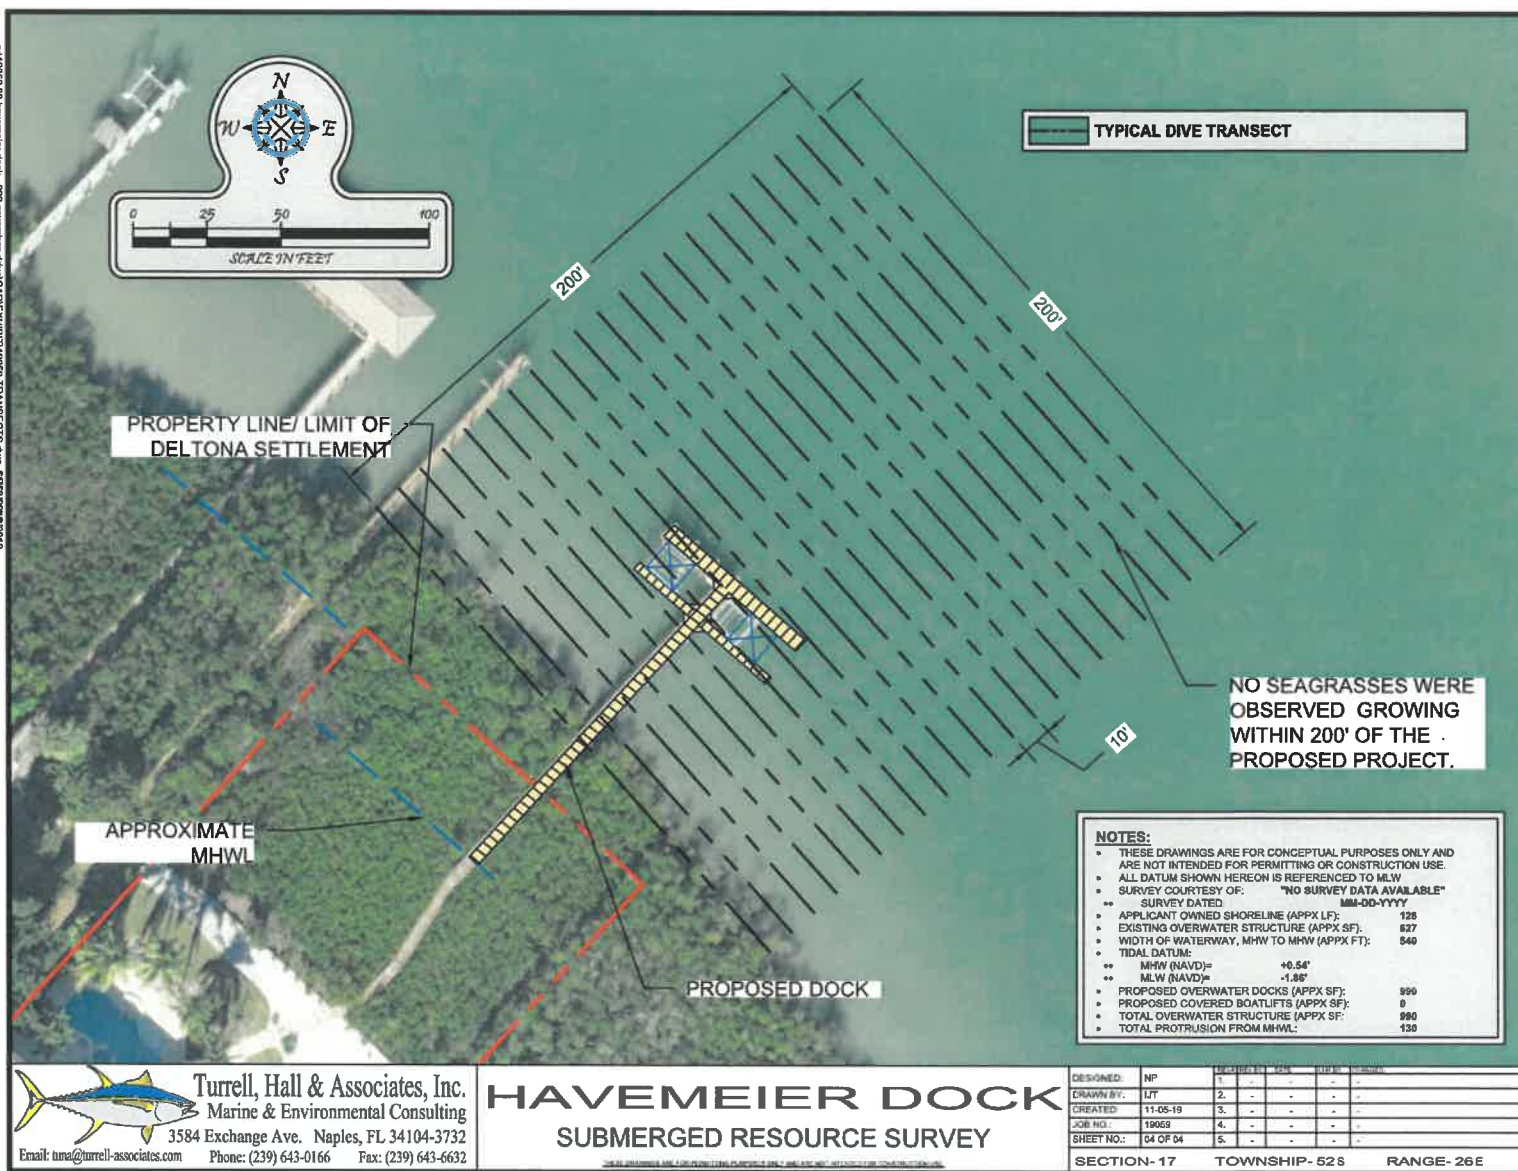 N
W
E
S
0 25 50 100
SCALE IN FEET
TYPICAL DIVE TRANSECT
200'
200'
PROPERTY LINE/ LIMIT OF
DELTONA SETTLEMENT
NO SEAGRASSES WERE
OBSERVED GROWING
WITHIN 200' OF THE
PROPOSED PROJECT.
10'
APPROXIMATE
MHWL
PROPOSED DOCK
NOTES:
THESE DRAWINGS ARE FOR CONCEPTUAL PURPOSES ONLY AND
ARE NOT INTENDED FOR PERMITTING OR CONSTRUCTION USE.
ALL DATUM SHOWN HEREON IS REFERENCED TO MLW
SURVEY COURTESY OF: "NO SURVEY DATA AVAILABLE"
SURVEY DATED: MM-DD-YYYY
APPLICANT OWNED SHORELINE (APPX LF):
EXISTING OVERWATER STRUCTURE (APPX SF):
WIDTH OF WATERWAY, MHW TO MHW (APPX FT): 540
TIDAL DATUM:
MHW (NAVD)= +0.54'
MLW (NAVD)= -1.86'
PROPOSED OVERWATER DOCKS (APPX SF): 990
PROPOSED COVERED BOATLIFTS (APPX SF): 0
TOTAL OVERWATER STRUCTURE (APPX SF: 990
TOTAL PROTRUSION FROM MHWL: 130
Turrell, Hall & Associates, Inc.
Marine & Environmental Consulting
3584 Exchange Ave. Naples, FL 34104-3732
Email: tuna@turrell-associates.com Phone: (239) 643-0166 Fax: (239) 643-6632
HAVEMEIER DOCK
SUBMERGED RESOURCE SURVEY
DESIGNED: NP 1. - - - -
DRAWN BY: 2. - - - -
CREATED: 11-05-19 3. - - - -
JOB NO.: 19059 4. - - - -
SHEET NO.: 04 OF 04 5. - - - -
SECTION- 17 TOWNSHIP- 52S RANGE- 26E